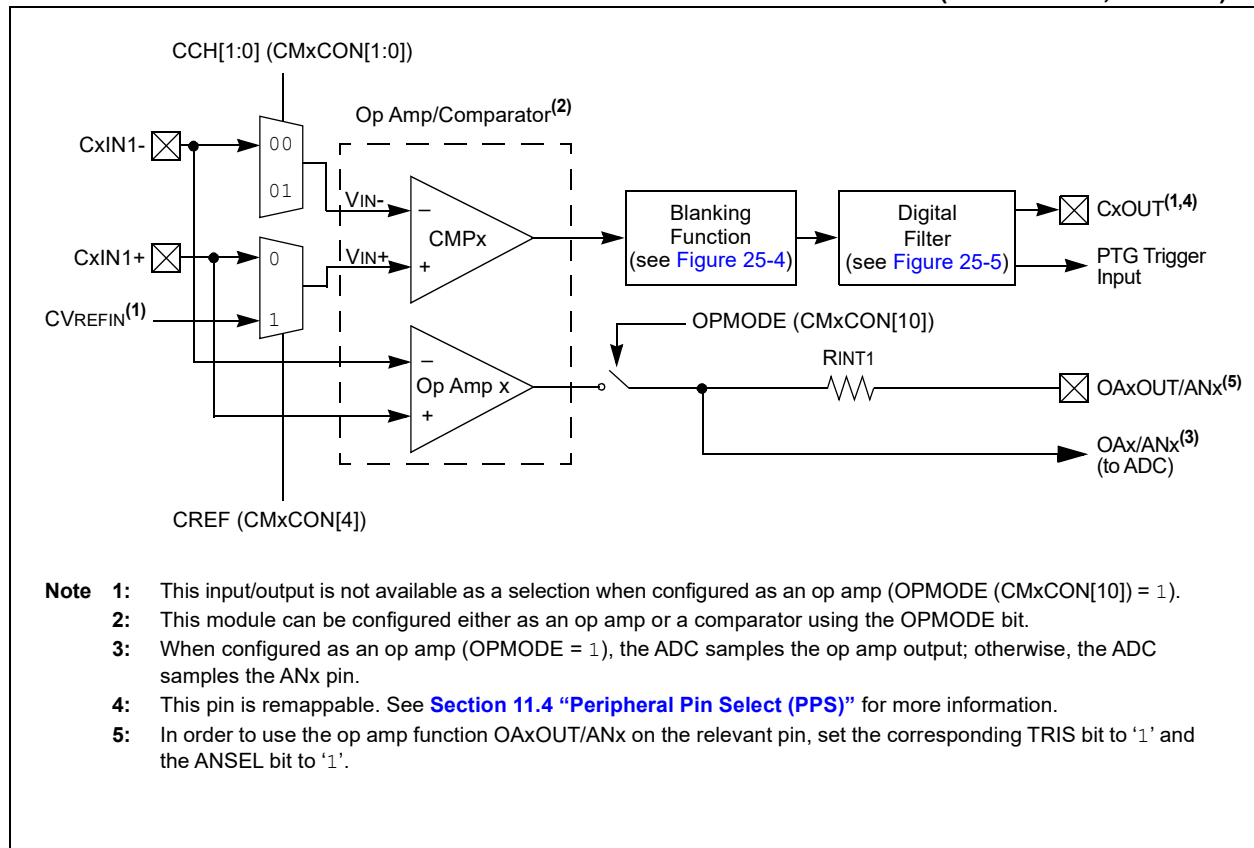 CCH[1:0] (CMxCON[1:0])
Op Amp/Comparator(2)
CxIN1-
00
01
VIN-
–
CMPx
+
VIN+
CxIN1+
0
1
CVREFIN(1)
Blanking
Function
(see Figure 25-4)
Digital
Filter
(see Figure 25-5)
CxOUT(1,4)
PTG Trigger
Input
OPMODE (CMxCON[10])
–
Op Amp x
+
RINT1
OAxOUT/ANx(5)
OAx/ANx(3)
(to ADC)
CREF (CMxCON[4])
Note 1: This input/output is not available as a selection when configured as an op amp (OPMODE (CMxCON[10]) = 1).
2: This module can be configured either as an op amp or a comparator using the OPMODE bit.
3: When configured as an op amp (OPMODE = 1), the ADC samples the op amp output; otherwise, the ADC
samples the ANx pin.
4: This pin is remappable. See Section 11.4 “Peripheral Pin Select (PPS)” for more information.
5: In order to use the op amp function OAxOUT/ANx on the relevant pin, set the corresponding TRIS bit to ‘1’ and
the ANSEL bit to ‘1’.